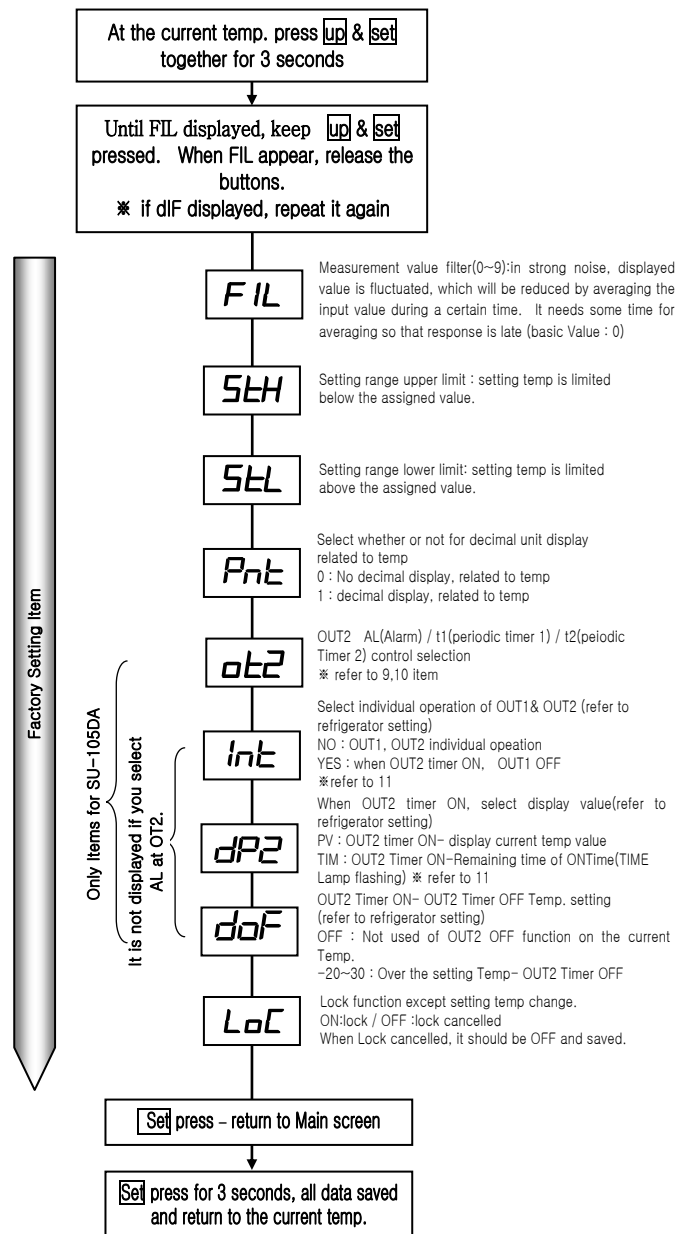 At the current temp. press up & set
together for 3 seconds
Until FIL displayed, keep up & set
pressed. When FIL appear, release the
buttons.
※ if dIF displayed, repeat it again
FIL
Measurement value filter(0~9):in strong noise, displayed
value is fluctuated, which will be reduced by averaging the
input value during a certain time. It needs some time for
averaging so that response is late (basic Value : 0)
StH
Setting range upper limit : setting temp is limited
below the assigned value.
StL
Setting range lower limit: setting temp is limited
above the assigned value.
Pnt
Select whether or not for decimal unit display
related to temp
0 : No decimal display, related to temp
1 : decimal display, related to temp
ot2
OUT2 AL(Alarm) / t1(periodic timer 1) / t2(peiodic
Timer 2) control selection
※ refer to 9,10 item
Int
Select individual operation of OUT1& OUT2 (refer to
refrigerator setting)
NO : OUT1, OUT2 individual opeation
YES : when OUT2 timer ON, OUT1 OFF
※refer to 11
dP2
When OUT2 timer ON, select display value(refer to
refrigerator setting)
PV : OUT2 timer ON- display current temp value
TIM : OUT2 Timer ON-Remaining time of ONTime(TIME
Lamp flashing) ※ refer to 11
doF
OUT2 Timer ON- OUT2 Timer OFF Temp. setting
(refer to refrigerator setting)
OFF : Not used of OUT2 OFF function on the current
Temp.
-20~30 : Over the setting Temp- OUT2 Timer OFF
LoC
Lock function except setting temp change.
ON:lock / OFF :lock cancelled
When Lock cancelled, it should be OFF and saved.
Factory Setting Item
Only Items for SU-105DA
It is not displayed if you select
AL at OT2.
Set press - return to Main screen
Set press for 3 seconds, all data saved
and return to the current temp.